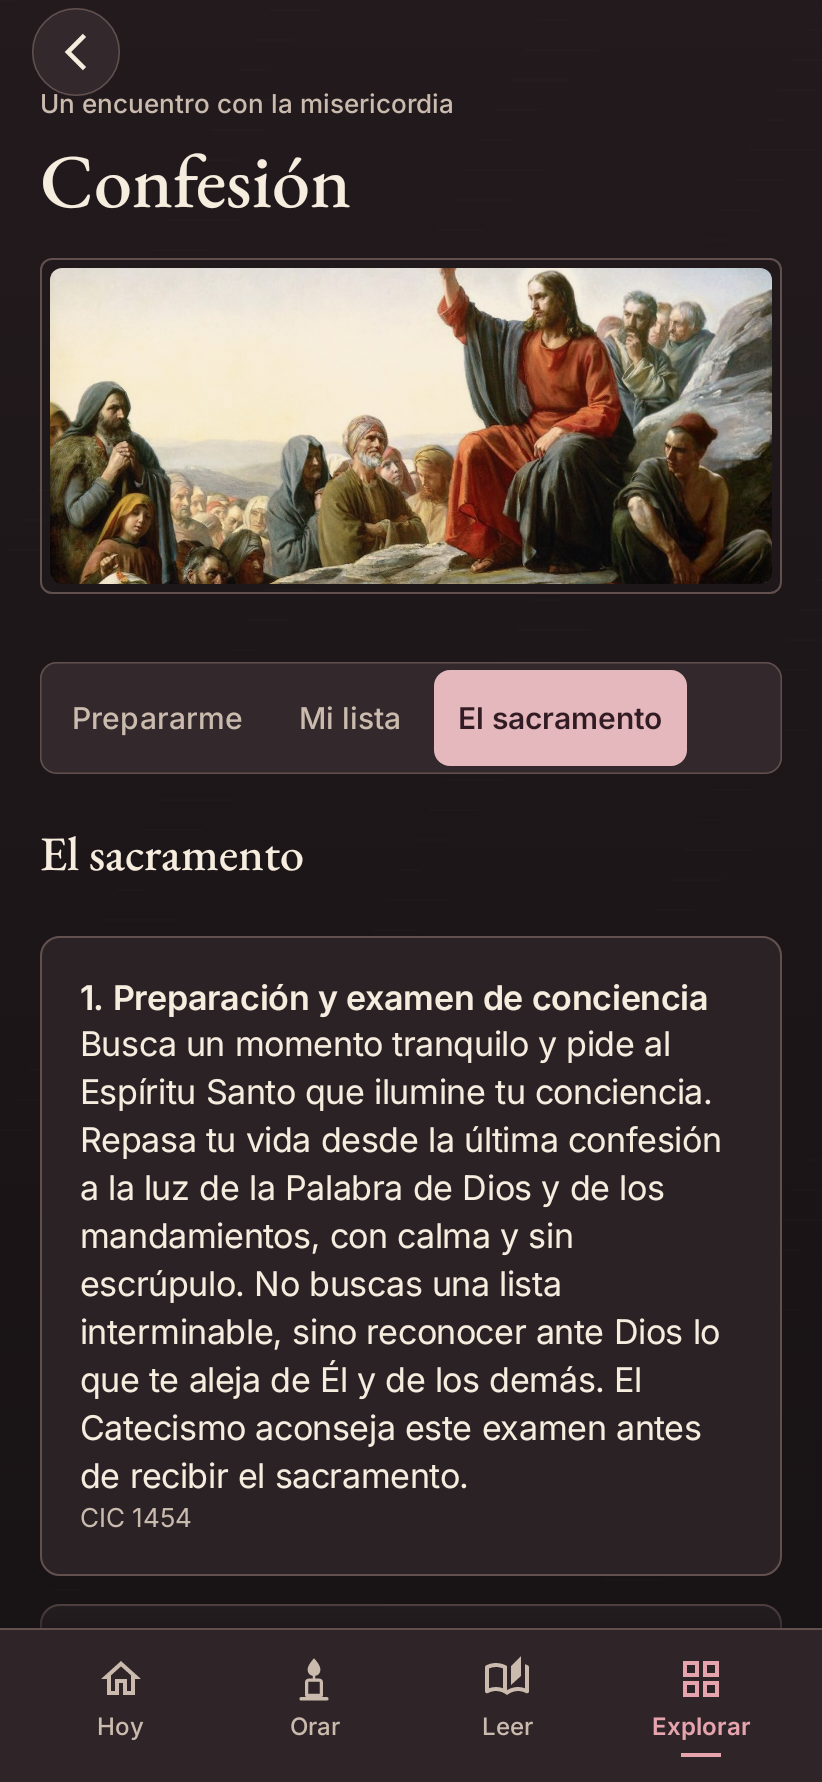 Un encuentro con la misericordia
Confesión
Prepararme
Mi lista
El sacramento
El sacramento
1. Preparación y examen de conciencia
Busca un momento tranquilo y pide al
Espíritu Santo que ilumine tu conciencia.
Repasa tu vida desde la última confesión
a la luz de la Palabra de Dios y de los
mandamientos, con calma y sin
escrúpulo. No buscas una lista
interminable, sino reconocer ante Dios lo
que te aleja de Él y de los demás. El
Catecismo aconseja este examen antes
de recibir el sacramento.
CIC 1454
Hoy
Orar
Leer
Explorar